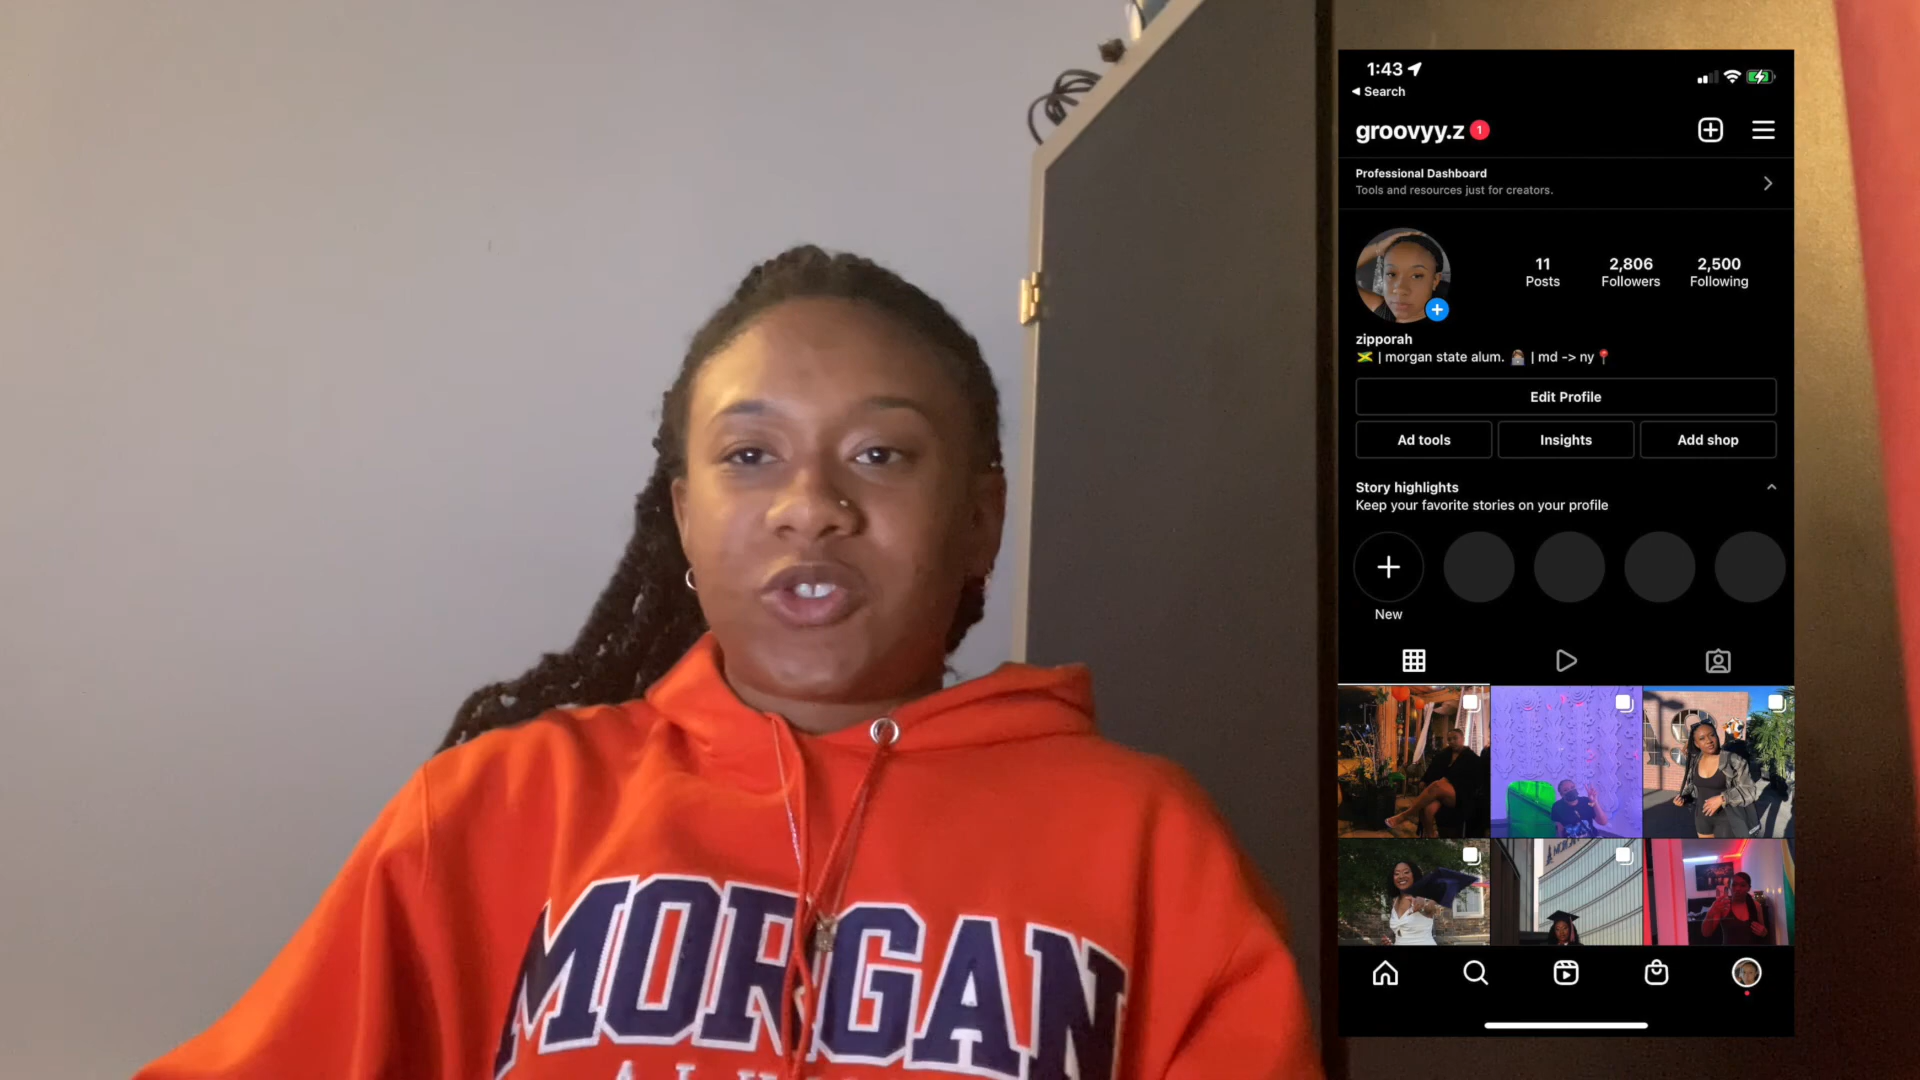 1:43
Search
groovyy.z 1
Professional Dashboard
Tools and resources just for creators.
11 2,806 2,500
Posts Followers Following
zipporah
| morgan state alum. | md -> ny
Edit Profile
Ad tools Insights Add shop
Story highlights
Keep your favorite stories on your profile
New
MORGAN